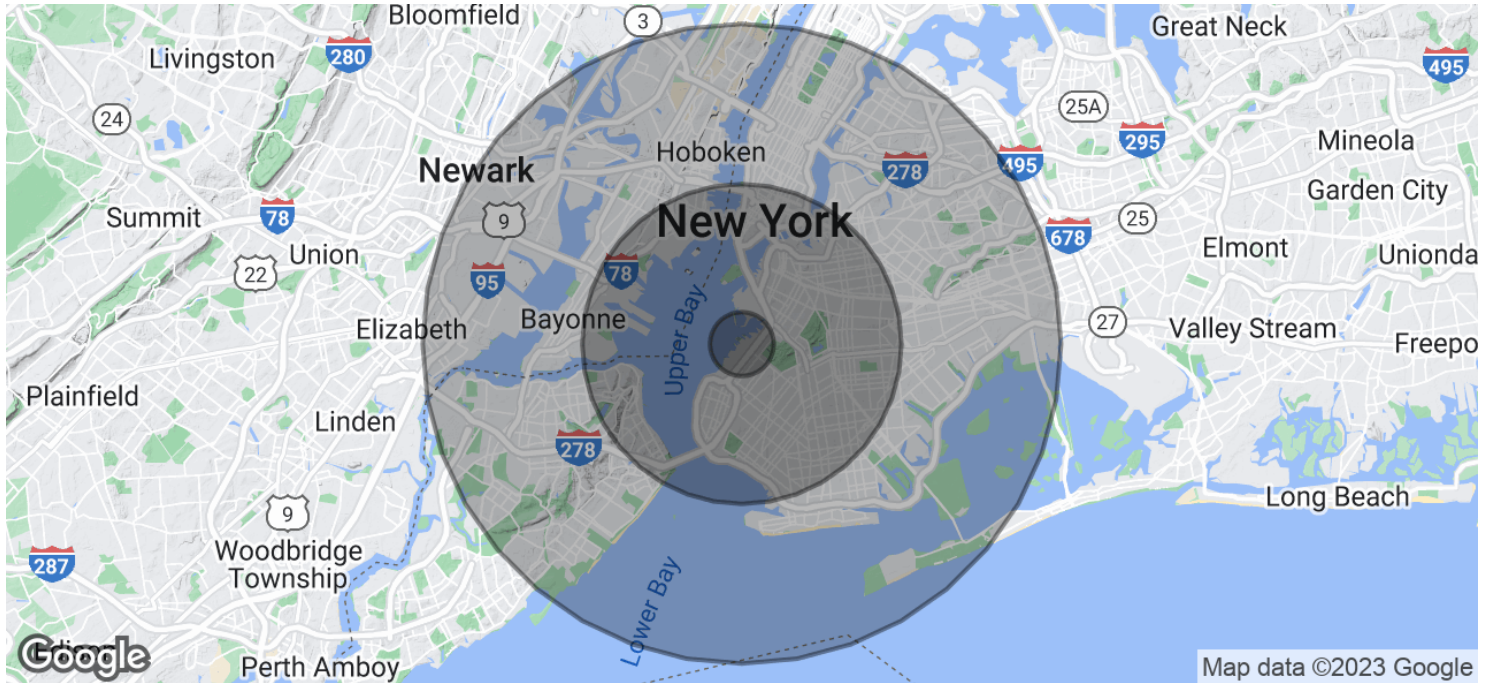 Bloomfield
3
Great Neck
Livingston
280
495
24
25A
295
Mineola
Hoboken
495
278
Newark
Garden City
Summit
78
9
New York
25
678
Union
Elmont
Unionda
22
78
95
Bayonne
Upper Bay
27
Elizabeth
Valley Stream
Freepo
Plainfield
Linden
278
Long Beach
9
Woodbridge
Township
287
Lower Bay
Edison
Google
Perth Amboy
Map data ©2023 Google